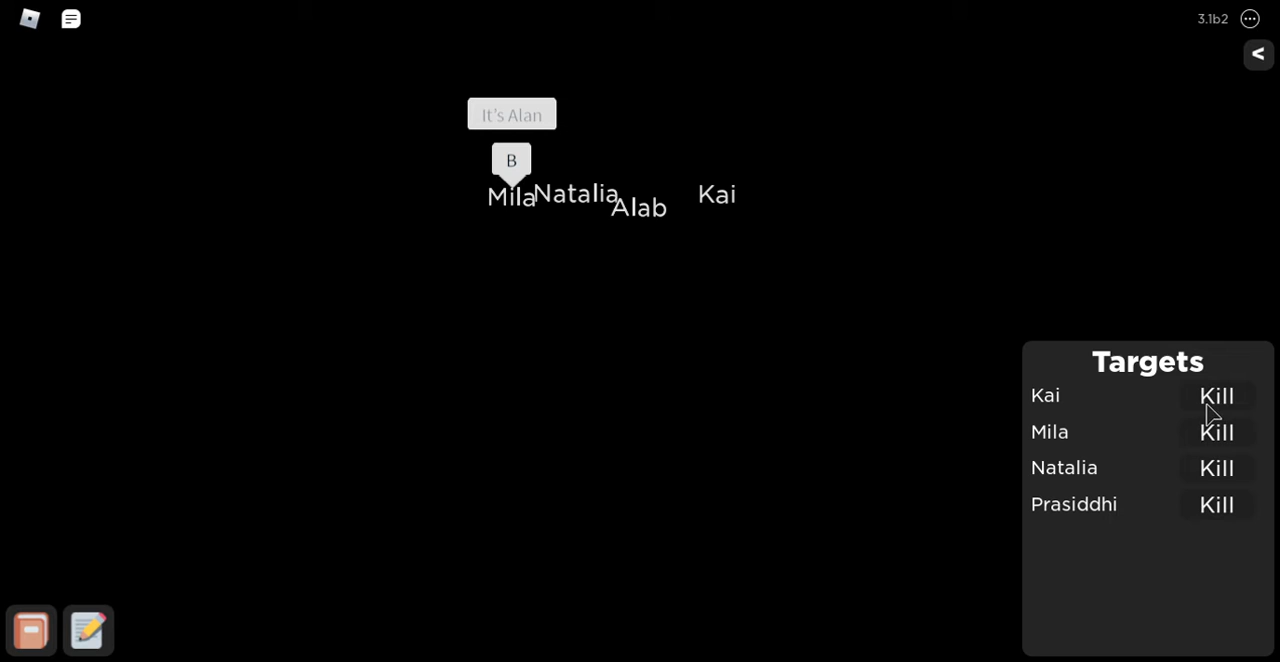 3.1b2
<
It's Alan
B
Mila
Natalia
Alab
Kai
Targets
Kai Kill
Mila Kill
Natalia Kill
Prasiddhi Kill